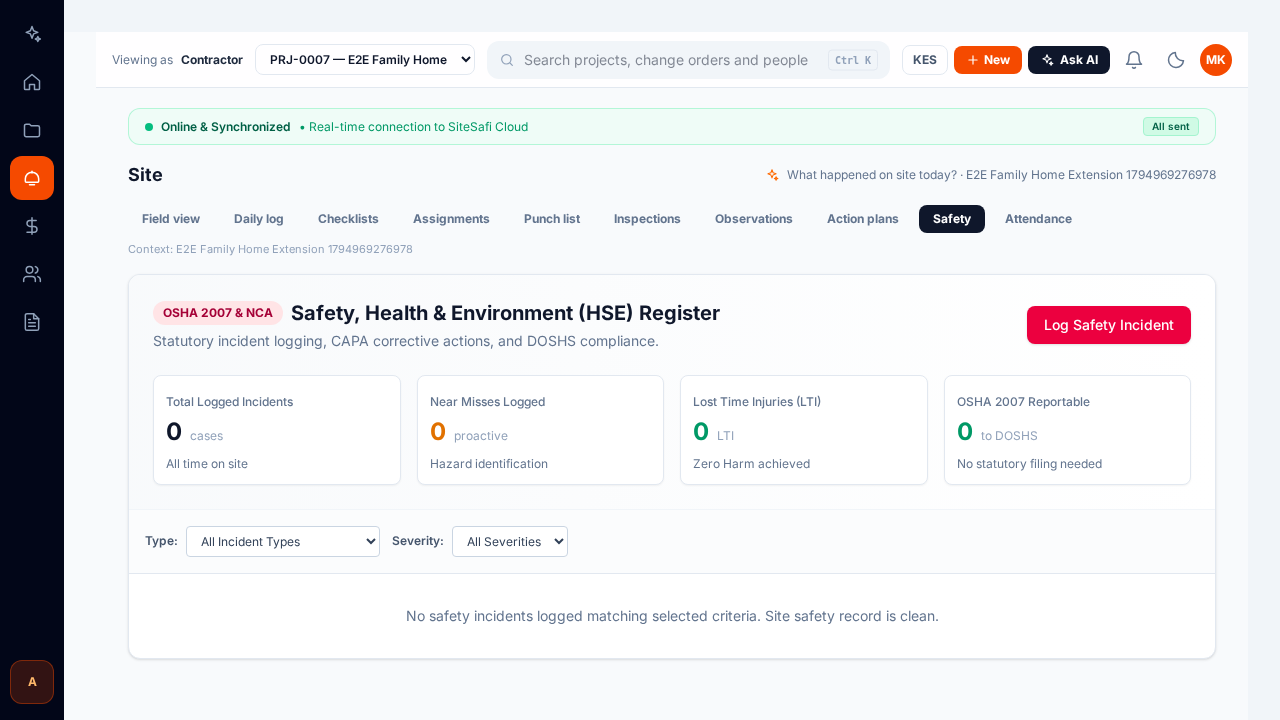 Viewing as Contractor PRJ-0007 — E2E Family Home Search projects, change orders and people Ctrl K KES + New Ask AI MK
Online & Synchronized • Real-time connection to SiteSafi Cloud All sent
Site What happened on site today? · E2E Family Home Extension 1794969276978
Field view Daily log Checklists Assignments Punch list Inspections Observations Action plans Safety Attendance
Context: E2E Family Home Extension 1794969276978
OSHA 2007 & NCA Safety, Health & Environment (HSE) Register
Log Safety Incident
Statutory incident logging, CAPA corrective actions, and DOSHS compliance.
Total Logged Incidents
0 cases
All time on site
Near Misses Logged
0 proactive
Hazard identification
Lost Time Injuries (LTI)
0 LTI
Zero Harm achieved
OSHA 2007 Reportable
0 to DOSHS
No statutory filing needed
Type: All Incident Types Severity: All Severities
No safety incidents logged matching selected criteria. Site safety record is clean.
A